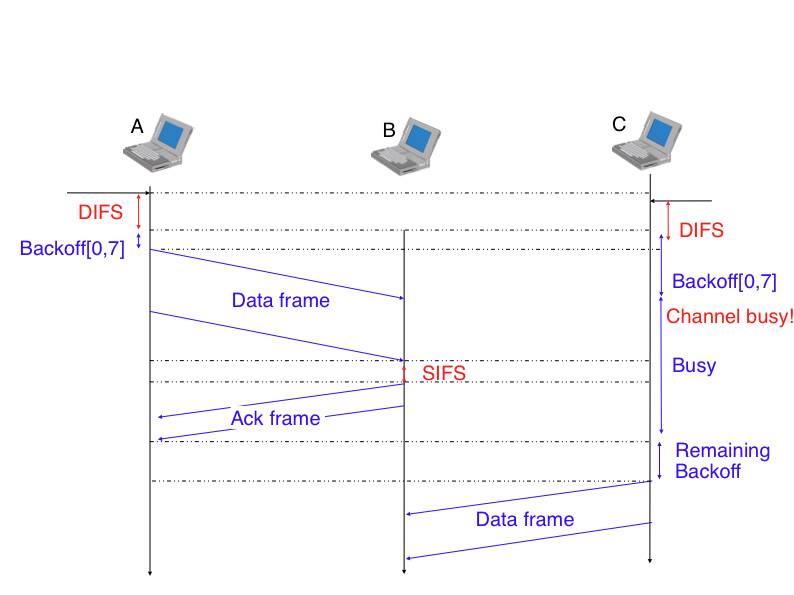 A
B
C
DIFS
DIFS
Backoff[0,7]
Backoff[0,7]
Data frame
Channel busy!
SIFS
Busy
Ack frame
Remaining
Backoff
Data frame